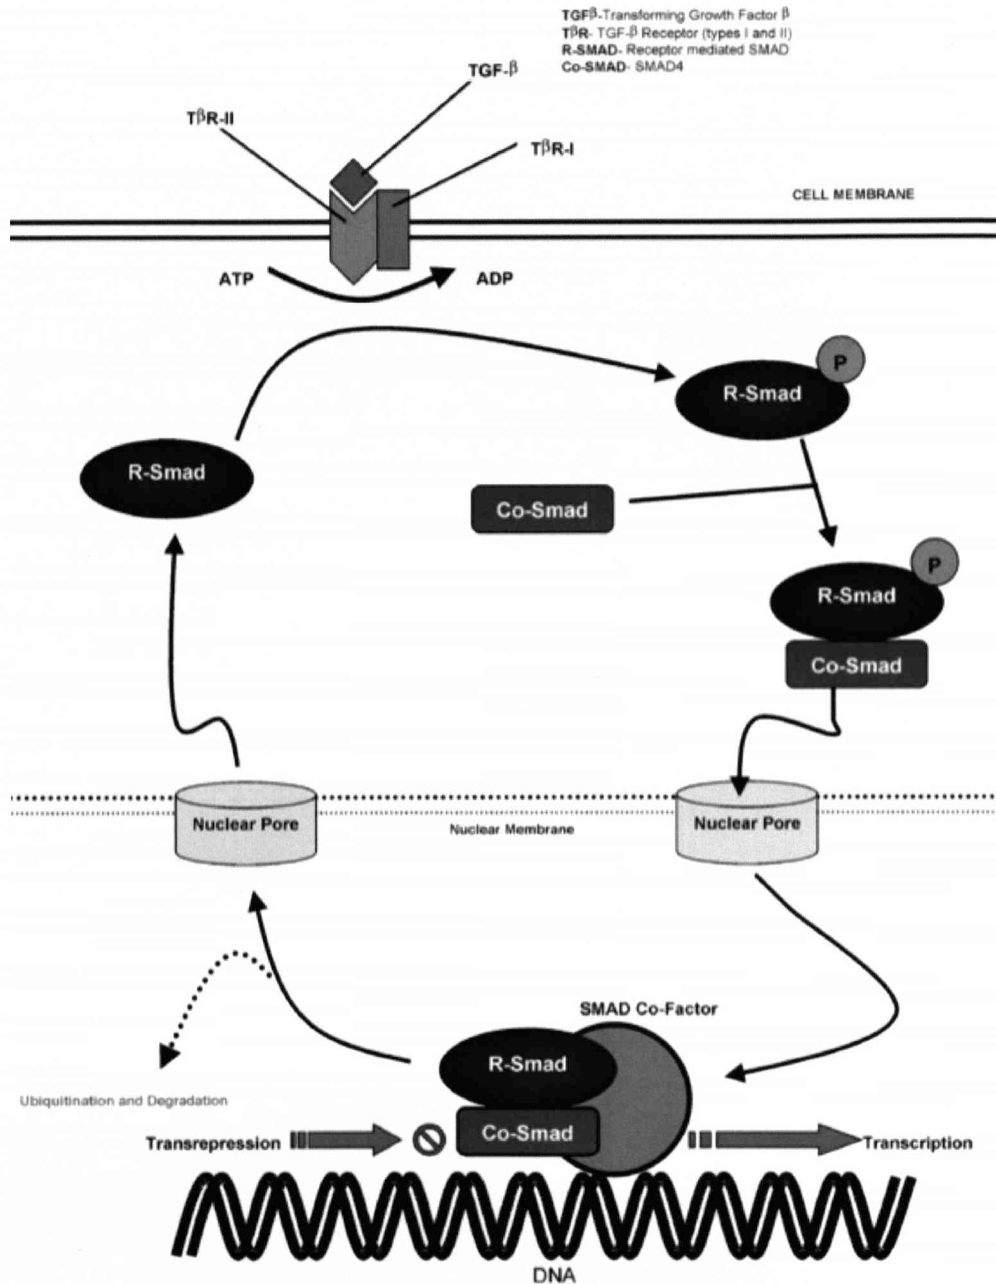 TGFβ-Transforming Growth Factor β
TβR- TGF-β Receptor (types I and II)
R-SMAD- Receptor mediated SMAD
Co-SMAD- SMAD4
TGF-β
TβR-II
TβR-I
CELL MEMBRANE
ATP
ADP
P
R-Smad
R-Smad
Co-Smad
P
R-Smad
Co-Smad
Nuclear Pore
Nuclear Membrane
Nuclear Pore
SMAD Co-Factor
R-Smad
Ubiquitination and Degradation
Transrepression
Co-Smad
Transcription
DNA